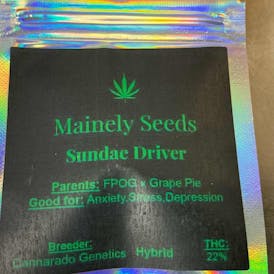 Mainely Seeds
Sundae Driver
Parents: FPOG x Grape Pie
Good for: Anxiety,Stress,Depression
Breeder: THC:
Cannarado Genetics Hybrid 22%